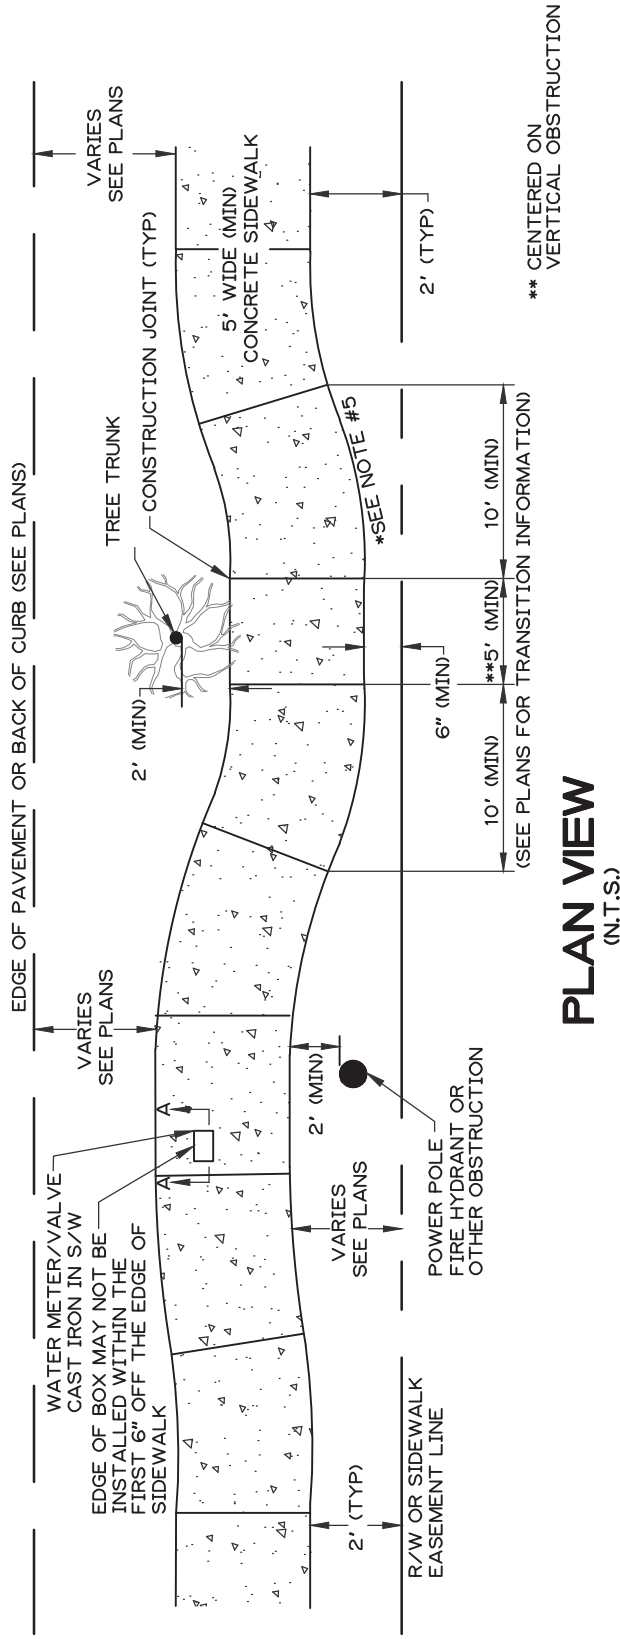 EDGE OF PAVEMENT OR BACK OF CURB (SEE PLANS)
WATER METER/VALVE
CAST IRON IN S/W
EDGE OF BOX MAY NOT BE
INSTALLED WITHIN THE
FIRST 6" OFF THE EDGE OF
SIDEWALK
VARIES
SEE PLANS
TREE TRUNK
CONSTRUCTION JOINT (TYP)
VARIES
SEE PLANS
A
A
2' (MIN)
5' WIDE (MIN)
CONCRETE SIDEWALK
2' (MIN)
*SEE NOTE #5
2' (TYP)
VARIES
SEE PLANS
6" (MIN)
2' (TYP)
R/W OR SIDEWALK
EASEMENT LINE
POWER POLE
FIRE HYDRANT OR
OTHER OBSTRUCTION
10' (MIN)
**5' (MIN)
10' (MIN)
(SEE PLANS FOR TRANSITION INFORMATION)
** CENTERED ON
VERTICAL OBSTRUCTION
PLAN VIEW
(N.T.S.)